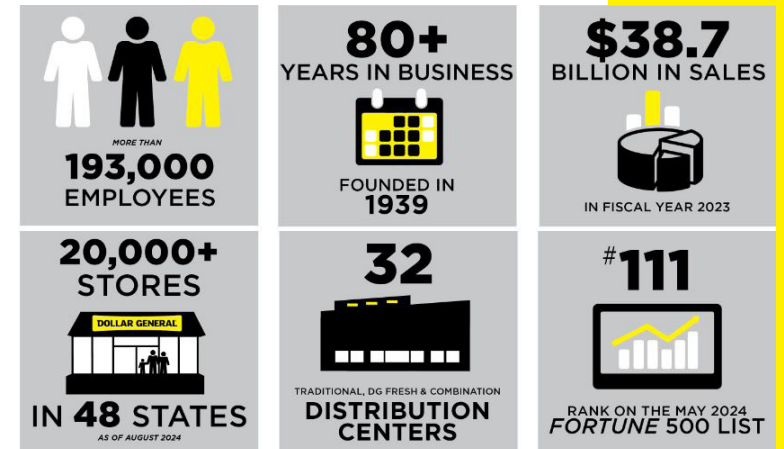 MORE THAN
193,000
EMPLOYEES
80+
YEARS IN BUSINESS
FOUNDED IN
1939
$38.7
BILLION IN SALES
IN FISCAL YEAR 2023
20,000+
STORES
DOLLAR GENERAL
IN 48 STATES
AS OF AUGUST 2024
32
TRADITIONAL, DG FRESH & COMBINATION
DISTRIBUTION
CENTERS
#111
RANK ON THE MAY 2024
FORTUNE 500 LIST